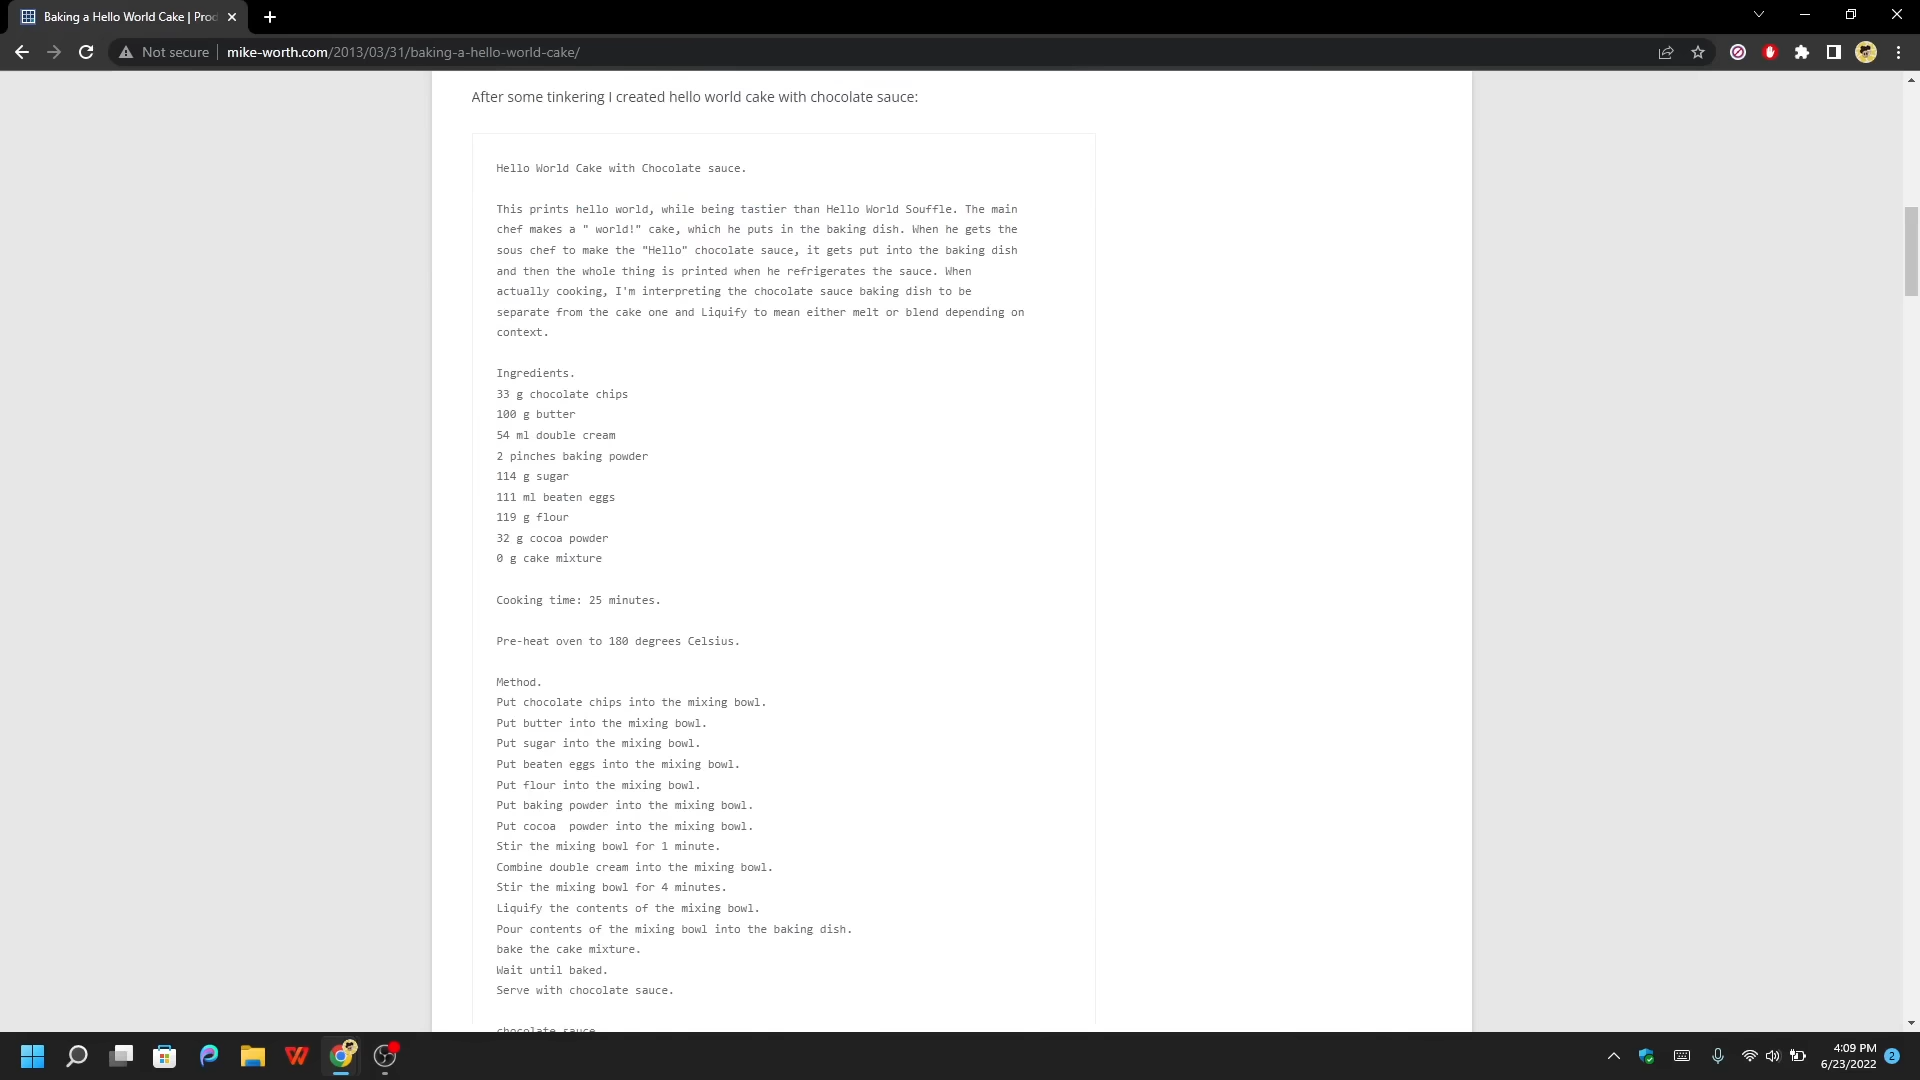 Baking a Hello World Cake | Prod
Not secure
mike-worth.com/2013/03/31/baking-a-hello-world-cake/
After some tinkering I created hello world cake with chocolate sauce:
Hello World Cake with Chocolate sauce.
This prints hello world, while being tastier than Hello World Souffle. The main
chef makes a " world!" cake, which he puts in the baking dish. When he gets the
sous chef to make the "Hello" chocolate sauce, it gets put into the baking dish
and then the whole thing is printed when he refrigerates the sauce. When
actually cooking, I'm interpreting the chocolate sauce baking dish to be
separate from the cake one and Liquify to mean either melt or blend depending on
context.
Ingredients.
33 g chocolate chips
100 g butter
54 ml double cream
2 pinches baking powder
114 g sugar
111 ml beaten eggs
119 g flour
32 g cocoa powder
0 g cake mixture
Cooking time: 25 minutes.
Pre-heat oven to 180 degrees Celsius.
Method.
Put chocolate chips into the mixing bowl.
Put butter into the mixing bowl.
Put sugar into the mixing bowl.
Put beaten eggs into the mixing bowl.
Put flour into the mixing bowl.
Put baking powder into the mixing bowl.
Put cocoa  powder into the mixing bowl.
Stir the mixing bowl for 1 minute.
Combine double cream into the mixing bowl.
Stir the mixing bowl for 4 minutes.
Liquify the contents of the mixing bowl.
Pour contents of the mixing bowl into the baking dish.
bake the cake mixture.
Wait until baked.
Serve with chocolate sauce.
chocolate sauce
4:09 PM
6/23/2022
2